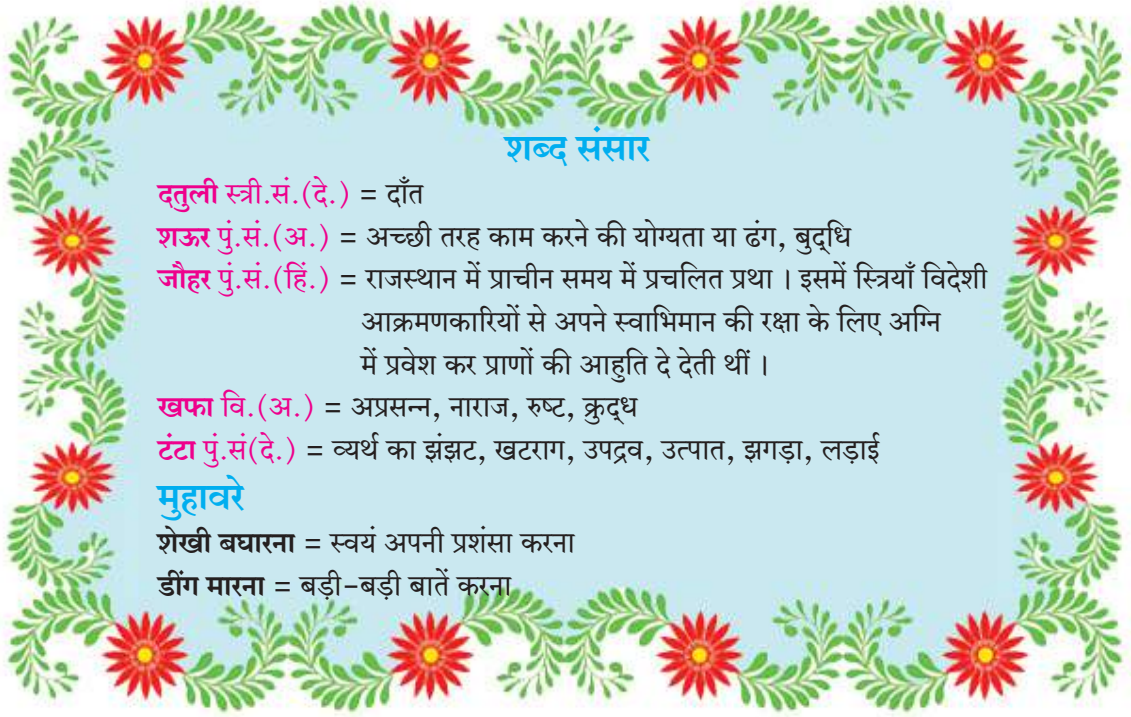 शब्द संसार
दतुली स्त्री.सं.(दे.) = दाँत
शऊर पुं.सं.(अ.) = अच्छी तरह काम करने की योग्यता या ढंग, बुद्‌धि
जौहर पुं.सं.(हिं.) = राजस्थान में प्राचीन समय में प्रचलित प्रथा । इसमें स्त्रियाँ विदेशी
आक्रमणकारियों से अपने स्वाभिमान की रक्षा के लिए अग्नि
में प्रवेश कर प्राणों की आहुति दे देती थीं ।
खफा वि.(अ.) = अप्रसन्न, नाराज, रुष्ट, क्रुद्‌ध
टंटा पुं.सं(दे.) = व्यर्थ का झंझट, खटराग, उपद्रव, उत्पात, झगड़ा, लड़ाई
मुहावरे
शेखी बघारना = स्वयं अपनी प्रशंसा करना
डींग मारना = बड़ी-बड़ी बातें करना